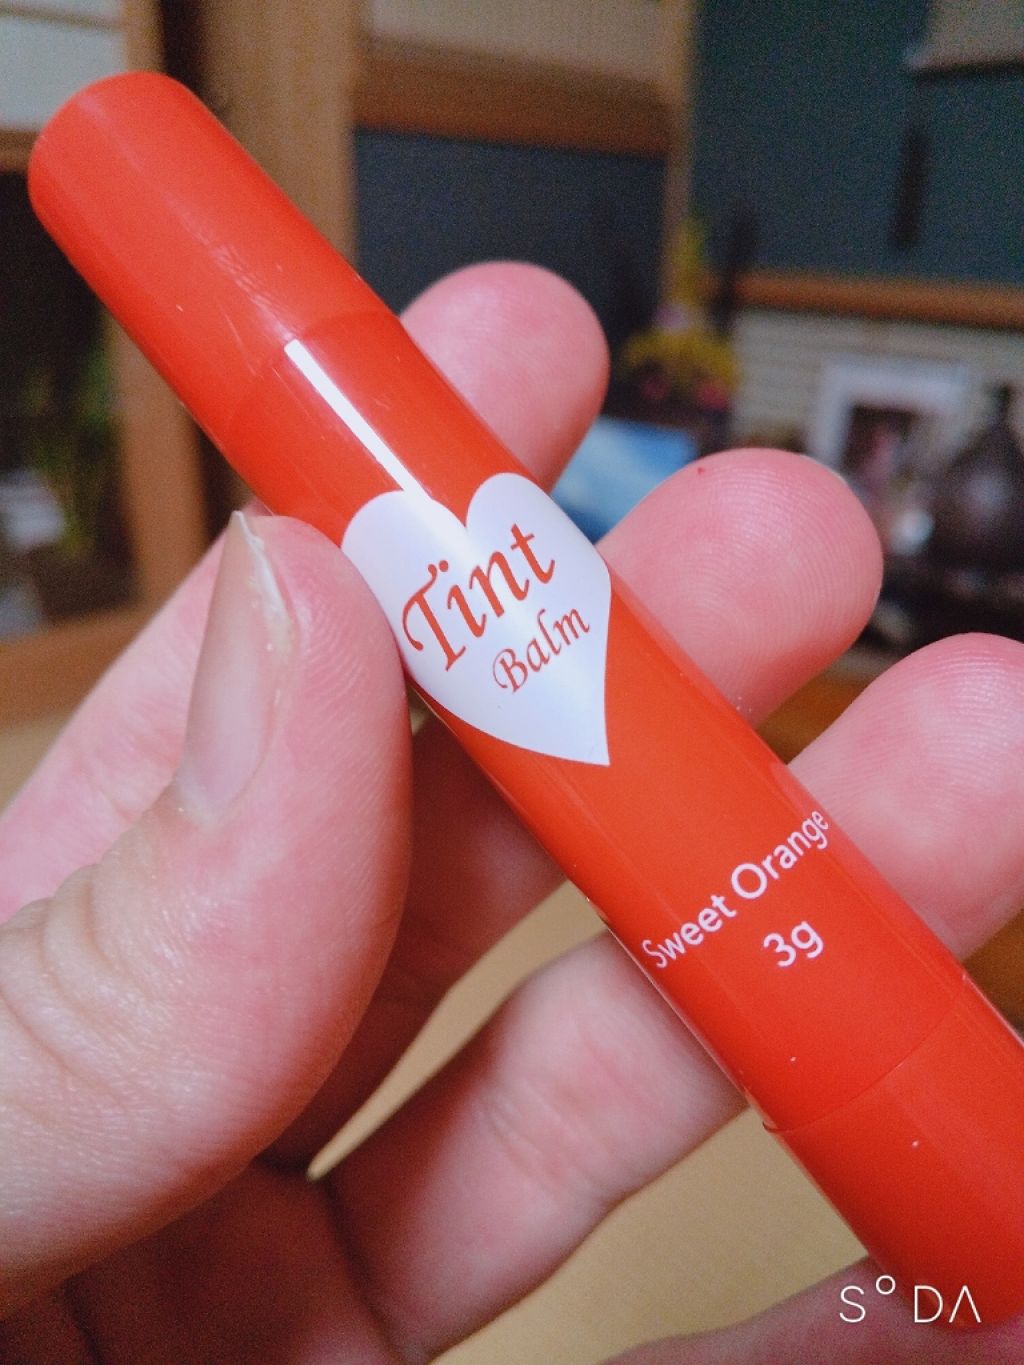 Tint
Balm
Sweet Orange
3g
S°DA